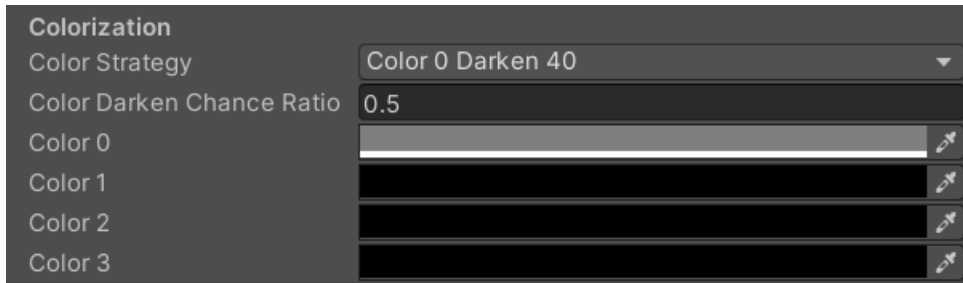 Colorization
Color Strategy Color 0 Darken 40
Color Darken Chance Ratio 0.5
Color 0
Color 1
Color 2
Color 3